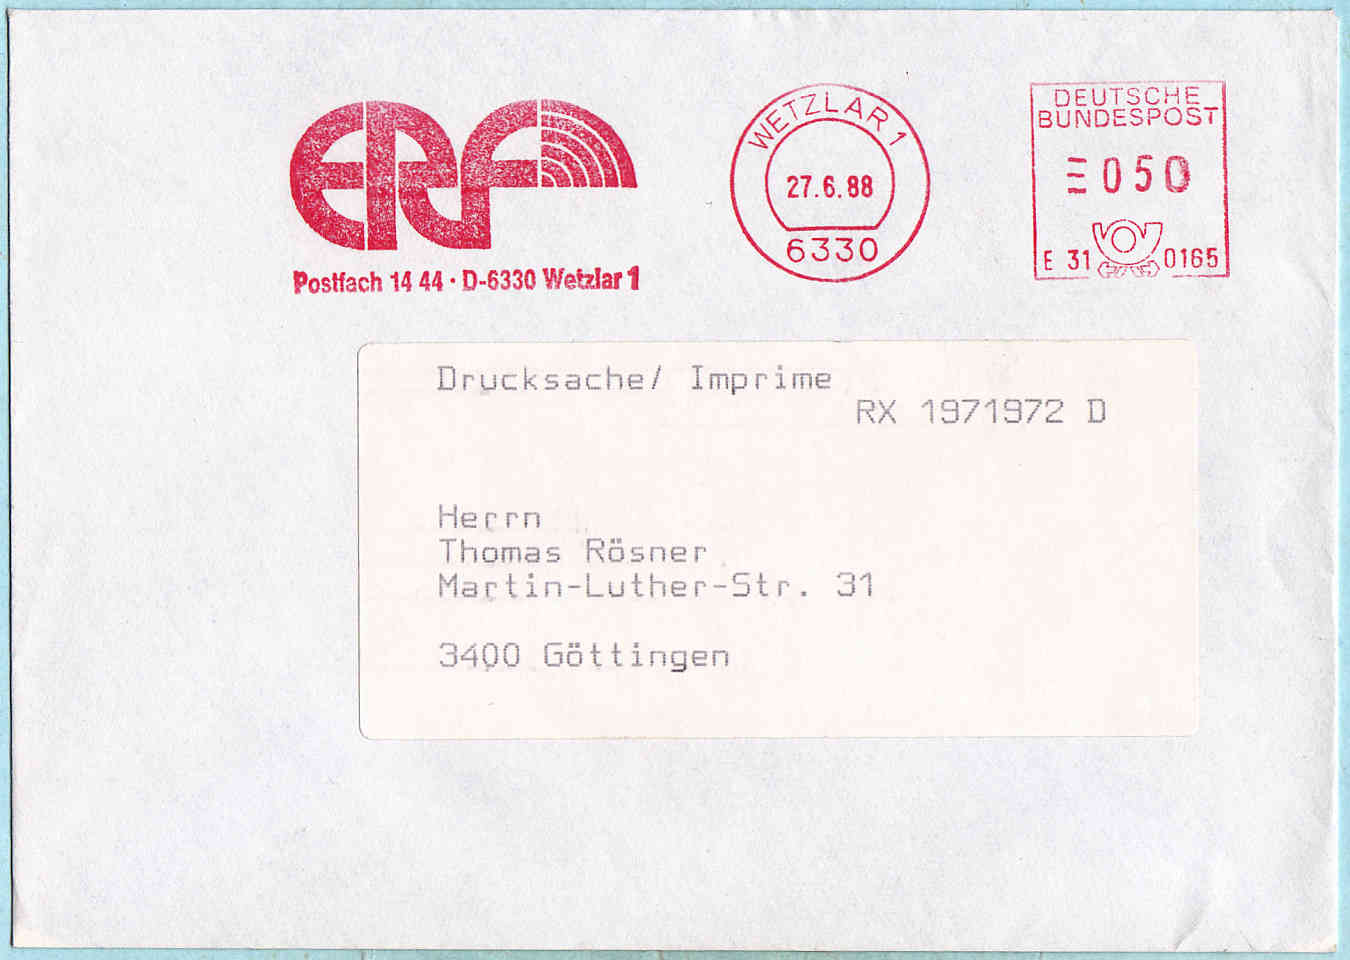 ERF
Postfach 14 44 · D-6330 Wetzlar 1
WETZLAR 1
27.6.88
6330
DEUTSCHE
BUNDESPOST
050
E 31 0165
Drucksache/ Imprime
RX 1971972 D
Herrn
Thomas Rösner
Martin-Luther-Str. 31
3400 Göttingen